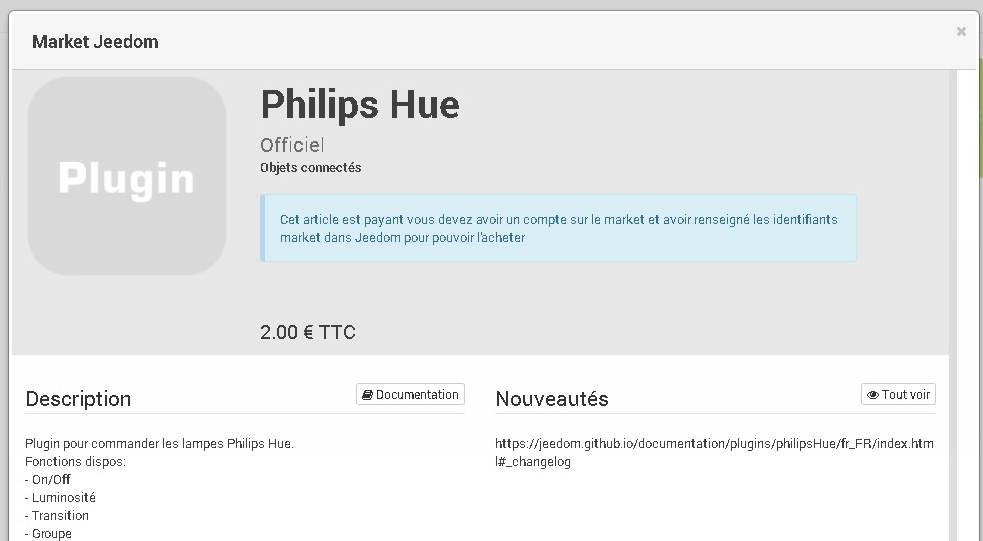 Market Jeedom
×
Plugin
Philips Hue
Officiel
Objets connectés
Cet article est payant vous devez avoir un compte sur le market et avoir renseigné les identifiants
market dans Jeedom pour pouvoir l'acheter
2.00 € TTC
Description
Documentation
Plugin pour commander les lampes Philips Hue.
Fonctions dispos:
- On/Off
- Luminosité
- Transition
- Groupe
Nouveautés
Tout voir
https://jeedom.github.io/documentation/plugins/philipsHue/fr_FR/index.htm
l#_changelog